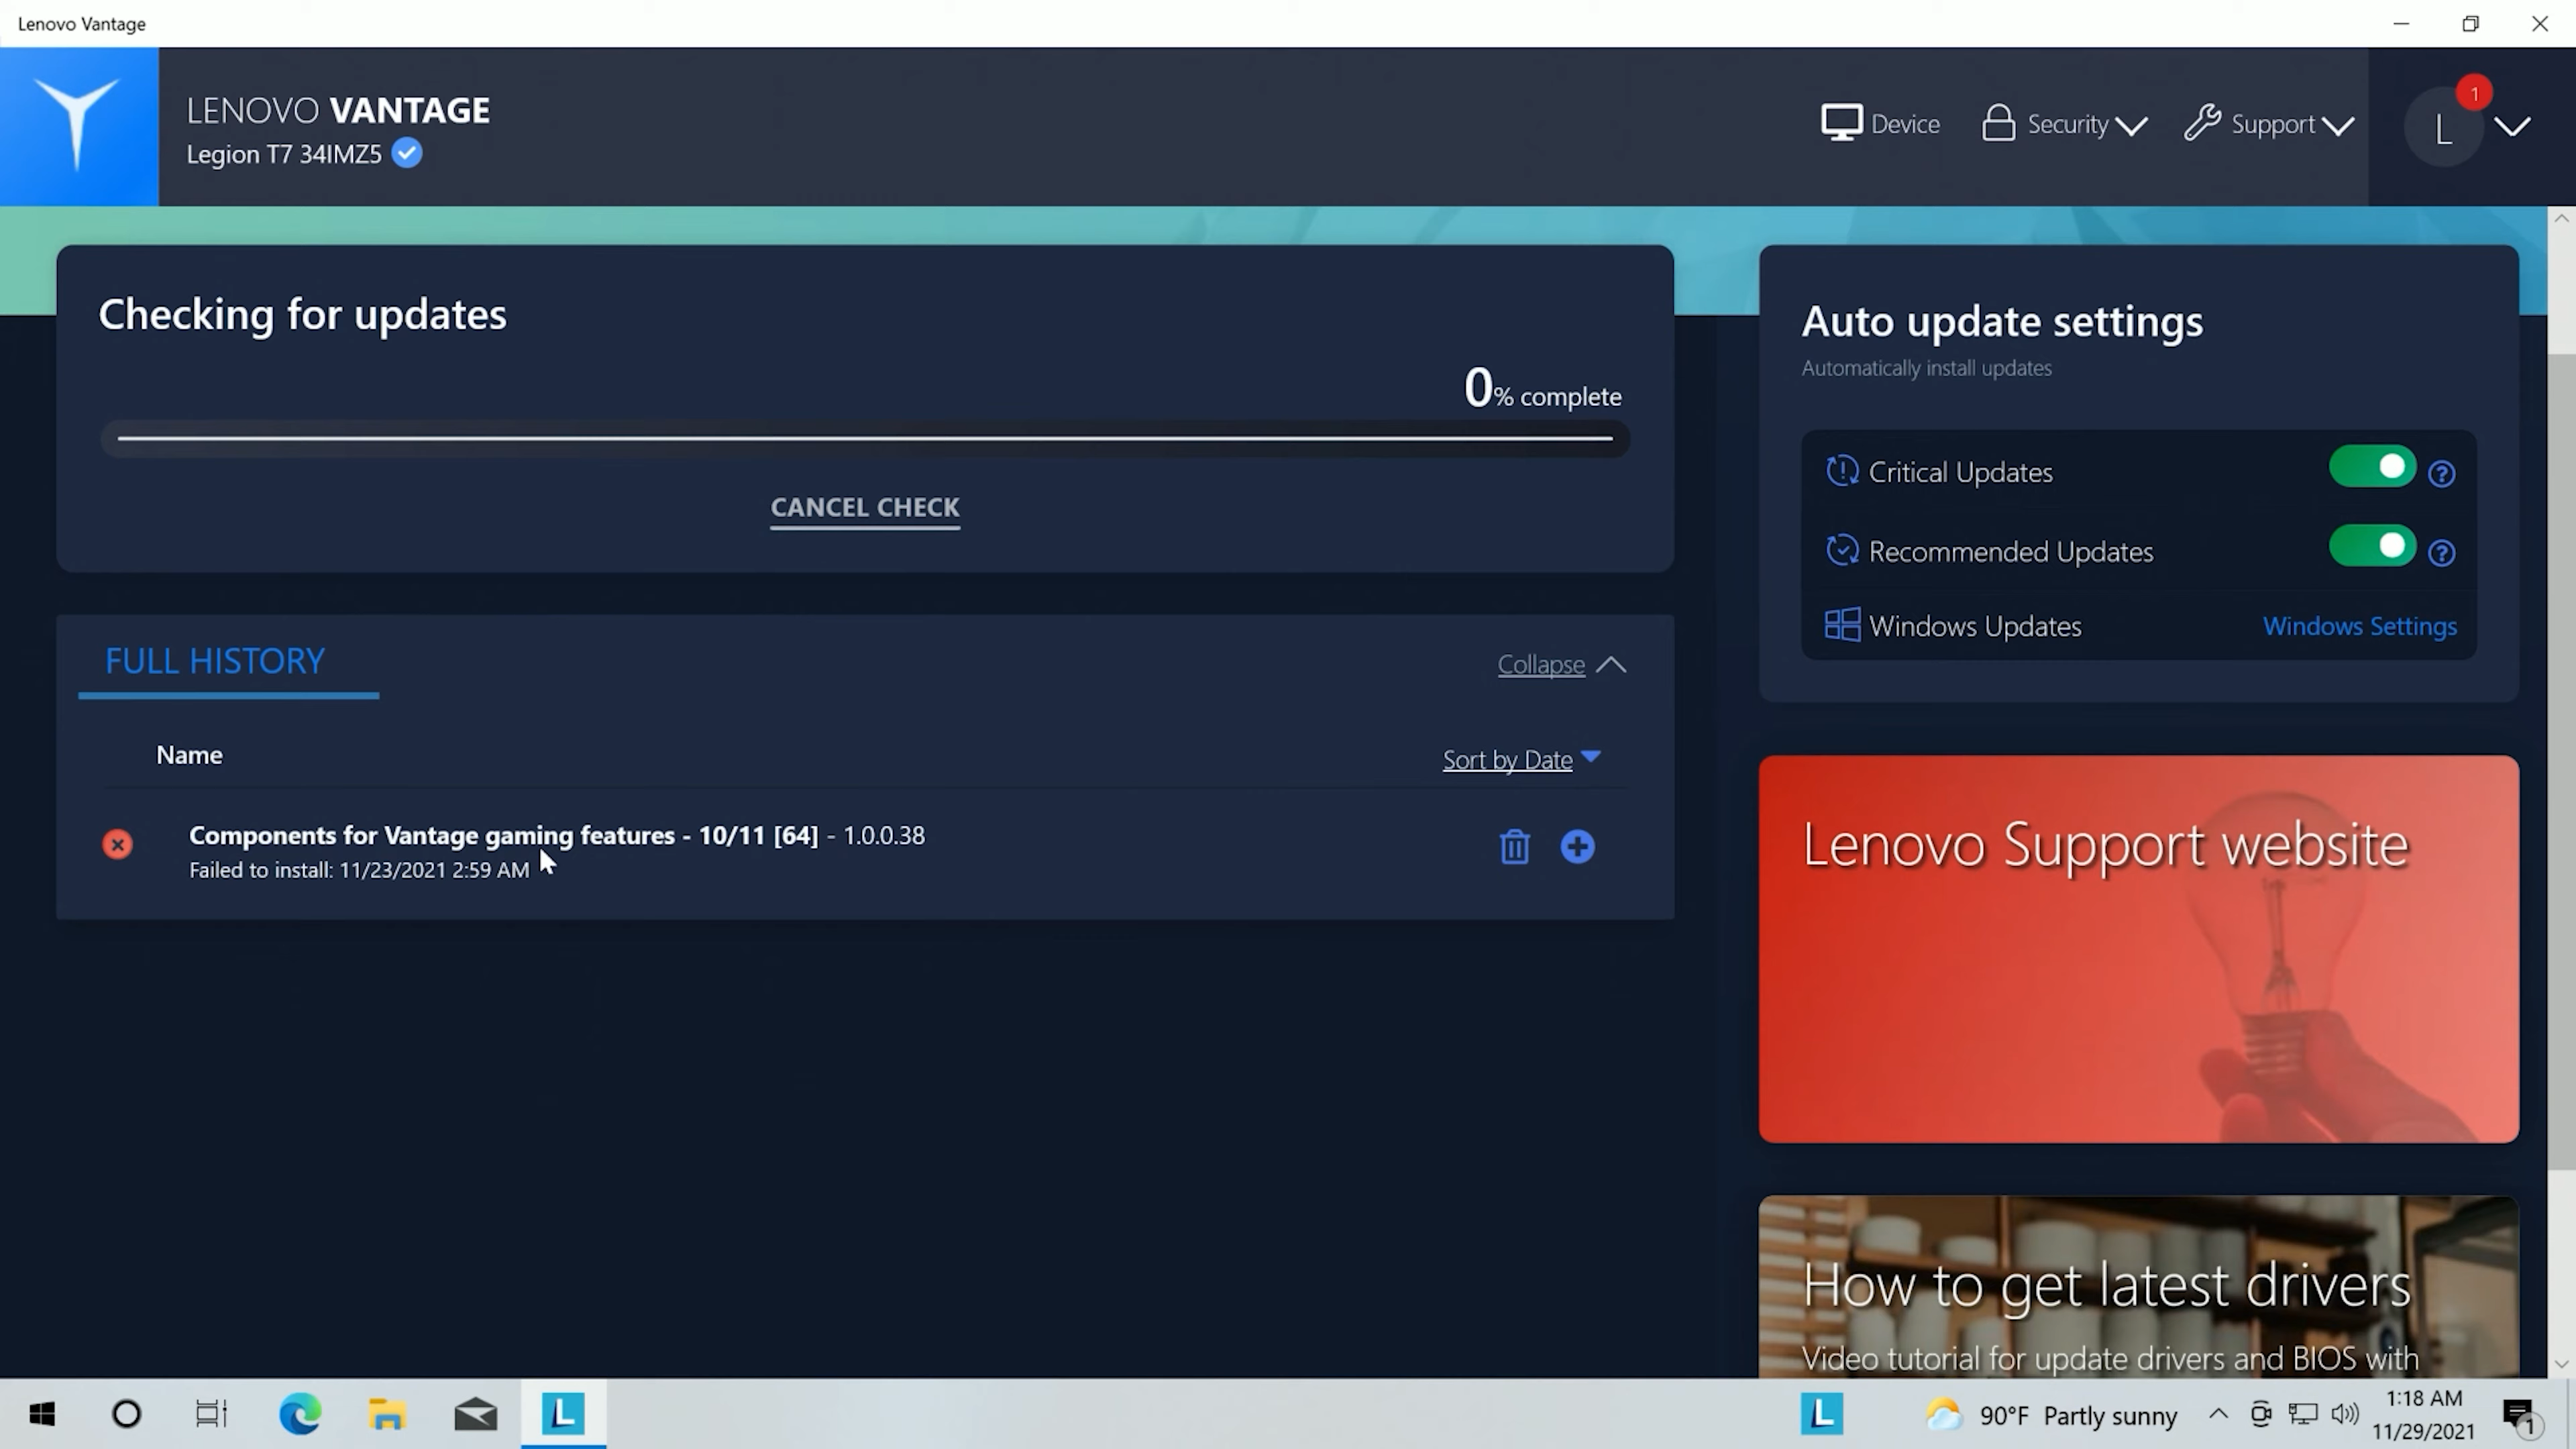 Lenovo Vantage
LENOVO VANTAGE
Legion T7 34IMZ5
Device
Security
Support
L
1
Checking for updates
0% complete
CANCEL CHECK
FULL HISTORY
Collapse
Name
Sort by Date
Components for Vantage gaming features - 10/11 [64] - 1.0.0.38
Failed to install: 11/23/2021 2:59 AM
Auto update settings
Automatically install updates
Critical Updates
Recommended Updates
Windows Updates
Windows Settings
Lenovo Support website
How to get latest drivers
Video tutorial for update drivers and BIOS with
L
L
90°F Partly sunny
1:18 AM
11/29/2021
1